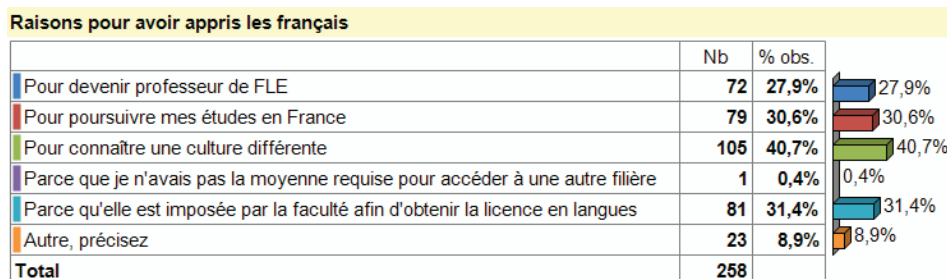 Raisons pour avoir appris les français
Nb % obs.
Pour devenir professeur de FLE 72 27,9% 27,9%
Pour poursuivre mes études en France 79 30,6% 30,6%
Pour connaître une culture différente 105 40,7% 40,7%
Parce que je n'avais pas la moyenne requise pour accéder à une autre filière 1 0,4% 0,4%
Parce qu'elle est imposée par la faculté afin d'obtenir la licence en langues 81 31,4% 31,4%
Autre, précisez 23 8,9% 8,9%
Total 258